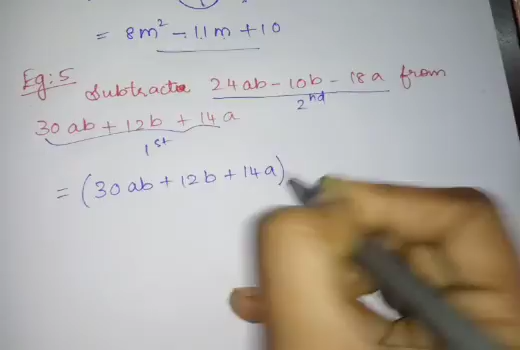 = 8m² - 11m + 10
Eg:5 Subtract 24ab - 10b - 18a from
2nd
30ab + 12b + 14a
1st
= (30ab + 12b + 14a)